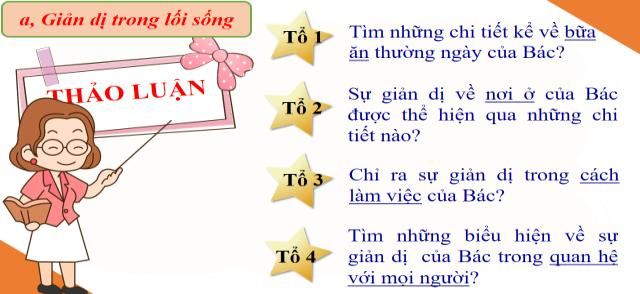 a, Giản dị trong lối sống
THẢO LUẬN
Tổ 1
Tìm những chi tiết kể về bữa
ăn thường ngày của Bác?
Tổ 2
Sự giản dị về nơi ở của Bác
được thể hiện qua những chi
tiết nào?
Tổ 3
Chỉ ra sự giản dị trong cách
làm việc của Bác?
Tổ 4
Tìm những biểu hiện về sự
giản dị của Bác trong quan hệ
với mọi người?